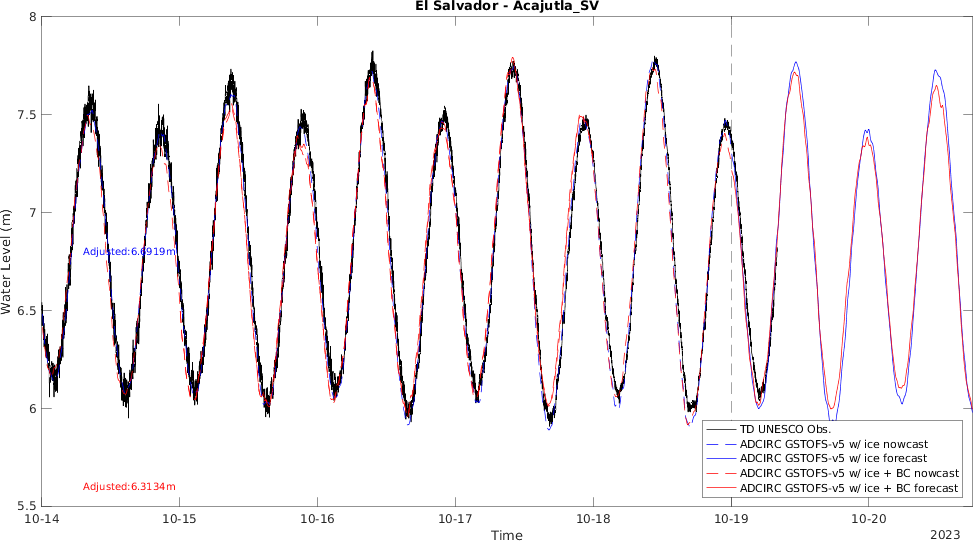 El Salvador - Acajutla_SV
8
7.5
7
6.5
6
5.5
Water Level (m)
Adjusted:6.6919m
Adjusted:6.3134m
TD UNESCO Obs.
ADCIRC GSTOFS-v5 w/ ice nowcast
ADCIRC GSTOFS-v5 w/ ice forecast
ADCIRC GSTOFS-v5 w/ ice + BC nowcast
ADCIRC GSTOFS-v5 w/ ice + BC forecast
10-14 10-15 10-16 10-17 10-18 10-19 10-20
Time
2023